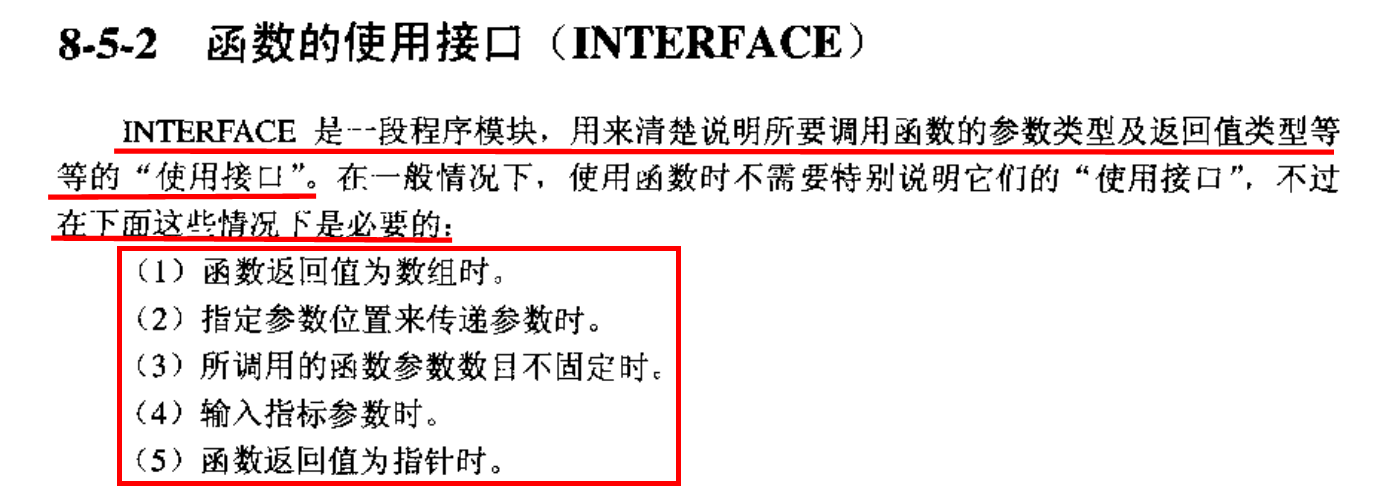 8-5-2 函数的使用接口（INTERFACE）
INTERFACE 是一段程序模块，用来清楚说明所要调用函数的参数类型及返回值类型等
等的“使用接口”。在一般情况下，使用函数时不需要特别说明它们的“使用接口”，不过
在下面这些情况下是必要的：
（1）函数返回值为数组时。
（2）指定参数位置来传递参数时。
（3）所调用的函数参数数目不固定时。
（4）输入指标参数时。
（5）函数返回值为指针时。